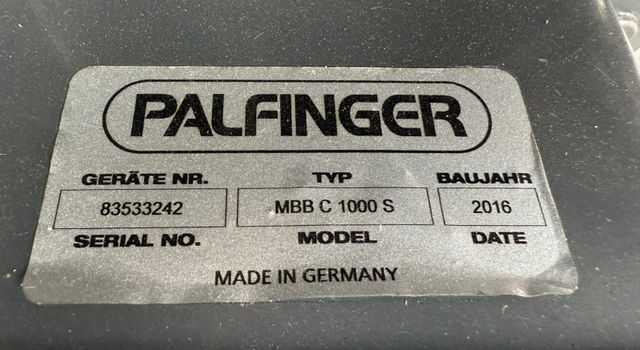 PALFINGER
GERÄTE NR. TYP BAUJAHR
83533242 MBB C 1000 S 2016
SERIAL NO. MODEL DATE
MADE IN GERMANY